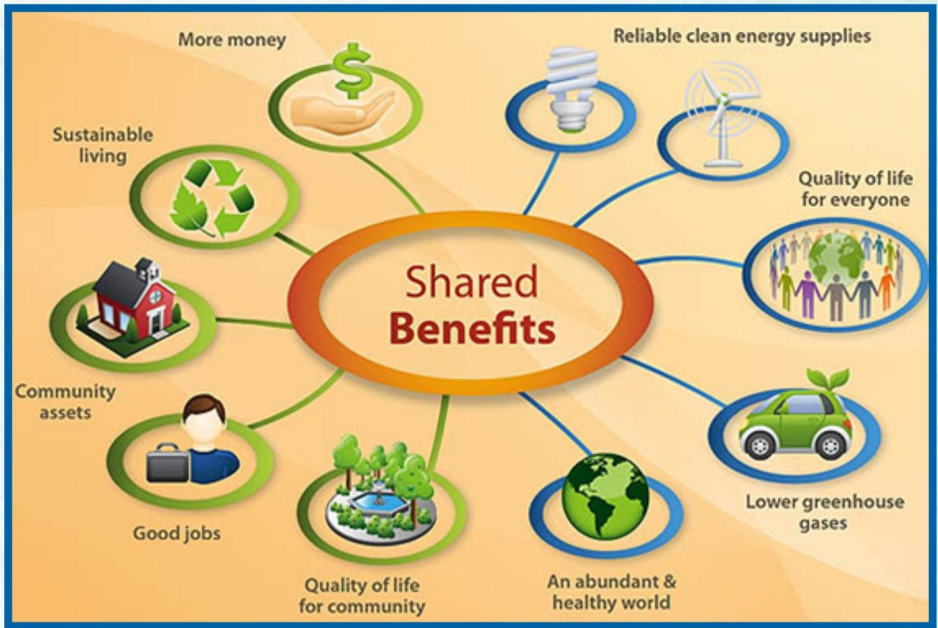 More money
Reliable clean energy supplies
Sustainable
living
Quality of life
for everyone
Shared
Benefits
Community
assets
Lower greenhouse
gases
Good jobs
Quality of life
for community
An abundant &
healthy world